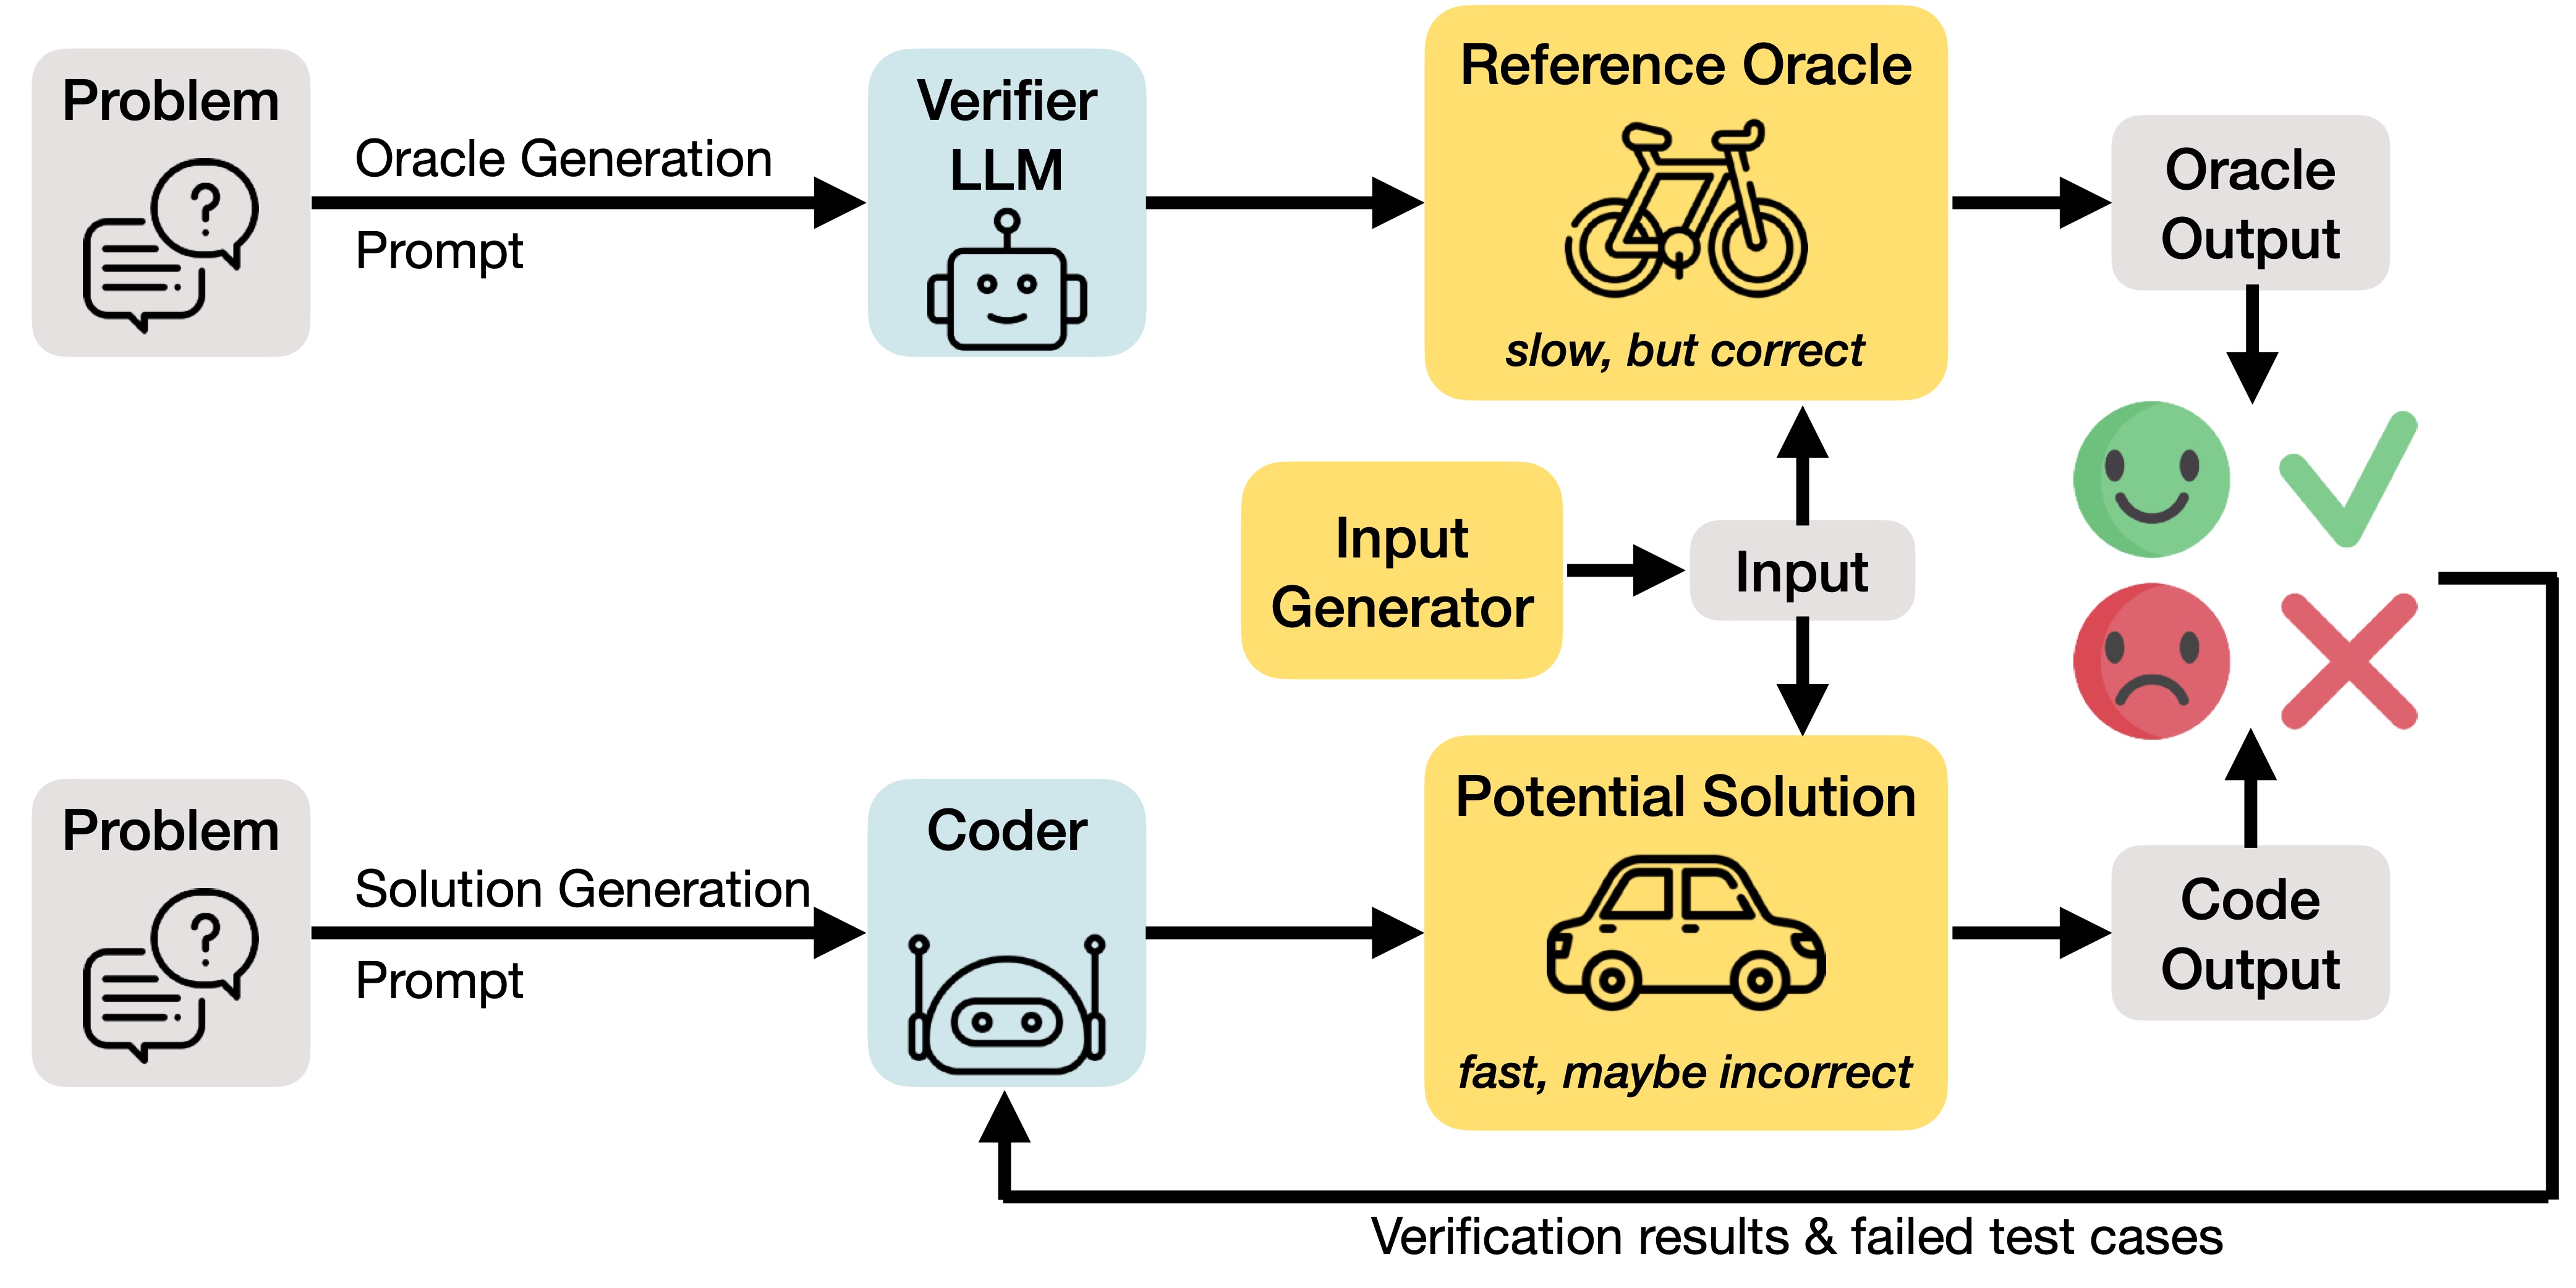 Problem
?
Oracle Generation
Prompt
Verifier
LLM
Reference Oracle
slow, but correct
Oracle
Output
Input
Generator
Input
Problem
?
Solution Generation
Prompt
Coder
Potential Solution
fast, maybe incorrect
Code
Output
Verification results & failed test cases